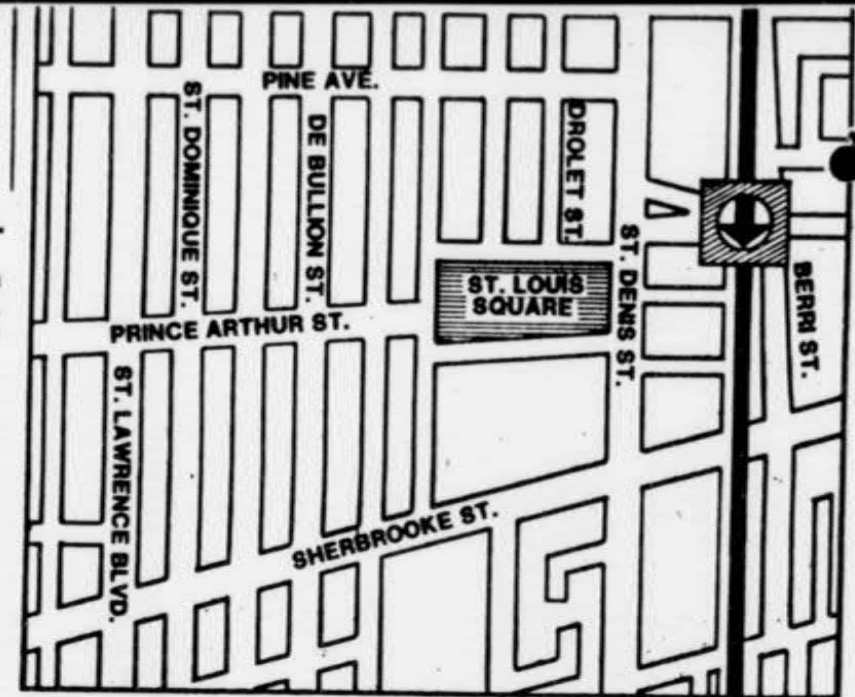 PINE AVE.
ST. DOMINIQUE ST.
DE BULLION ST.
DROLET ST.
ST. DENIS ST.
BERRI ST.
ST. LOUIS
SQUARE
PRINCE ARTHUR ST.
ST. LAWRENCE BLVD.
SHERBROOKE ST.